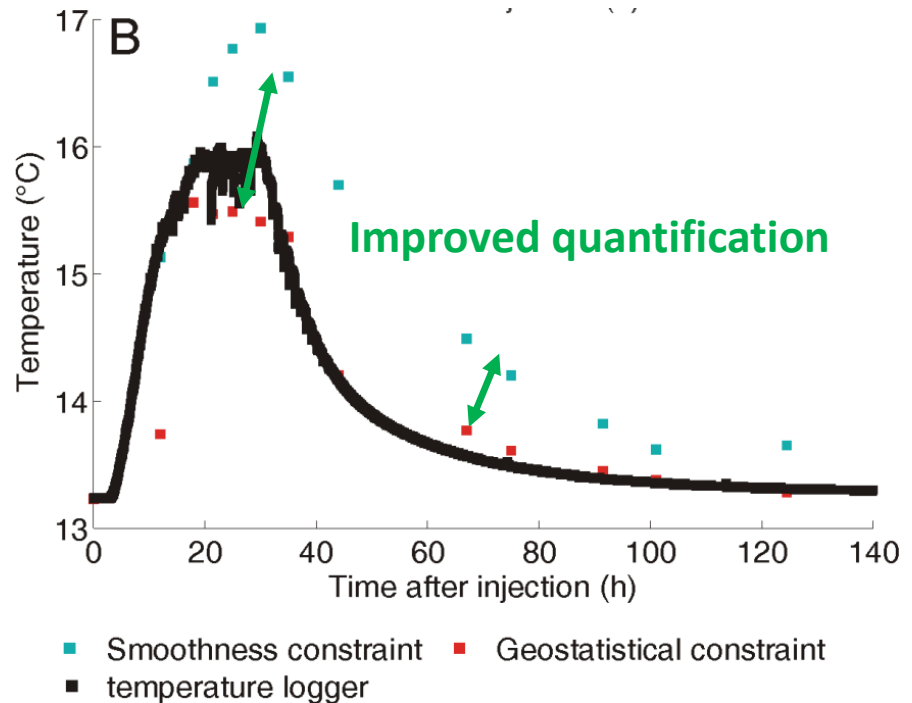 B
17
16
15
14
13
Temperature (°C)
Improved quantification
0 20 40 60 80 100 120 140
Time after injection (h)
Smoothness constraint Geostatistical constraint
temperature logger